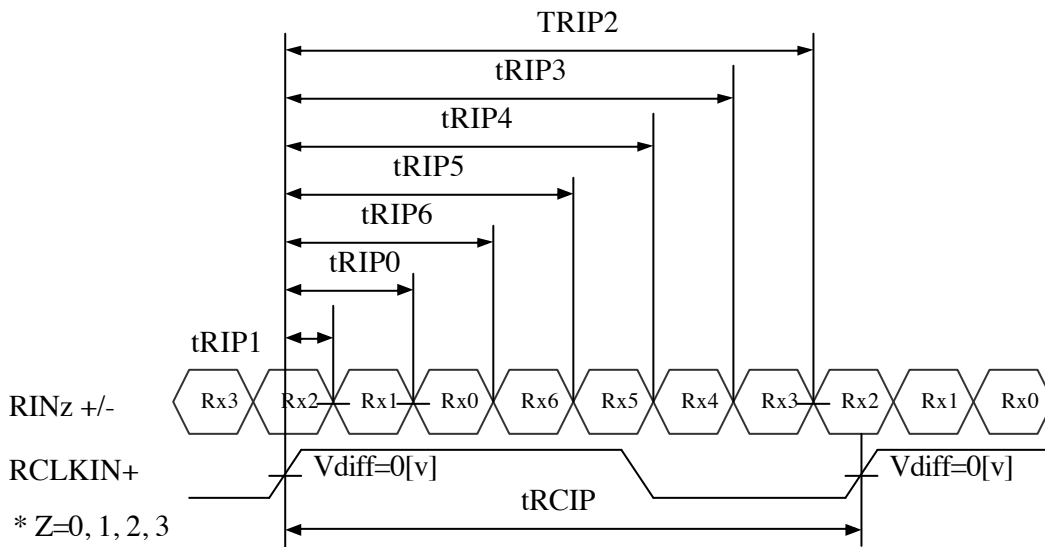 TRIP2
tRIP3
tRIP4
tRIP5
tRIP6
tRIP0
tRIP1
RINz +/- Rx3 Rx2 Rx1 Rx0 Rx6 Rx5 Rx4 Rx3 Rx2 Rx1 Rx0
RCLKIN+ Vdiff=0[v] Vdiff=0[v]
tRCIP
* Z=0, 1, 2, 3